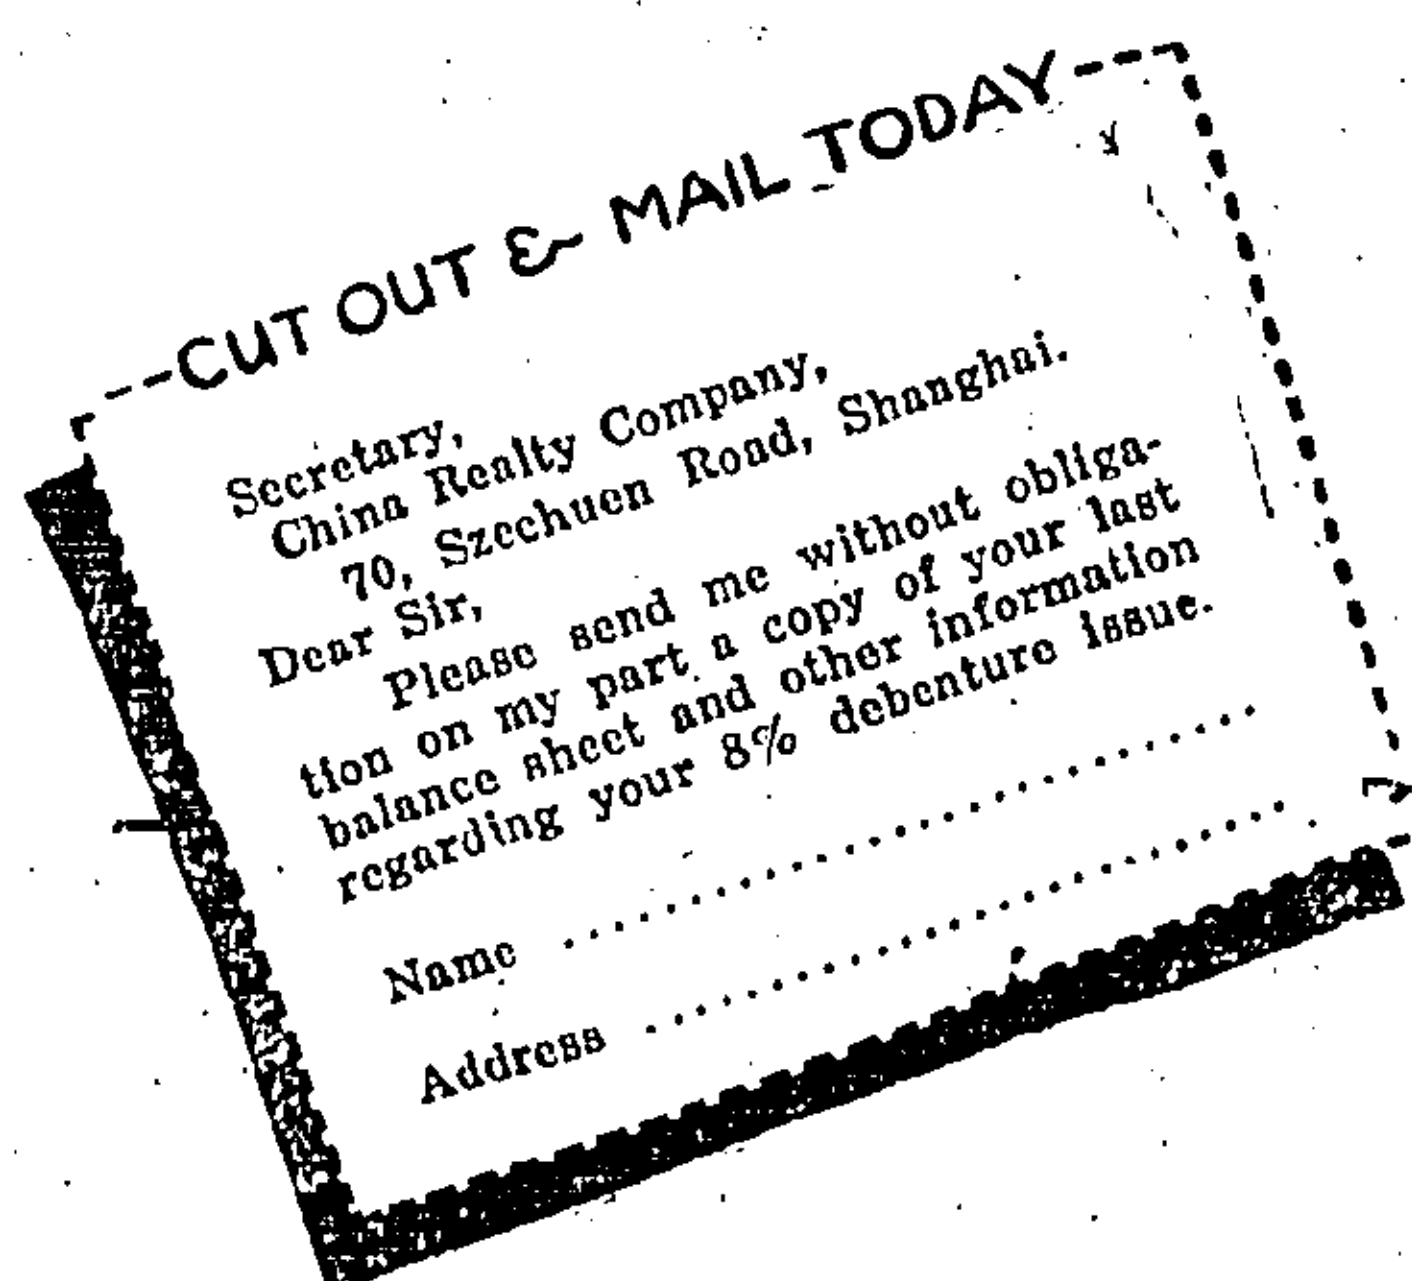 CUT OUT & MAIL TODAY
Secretary,
China Realty Company,
70, Szechuen Road, Shanghai.
Dear Sir,
Please send me without obliga-
tion on my part a copy of your last
balance sheet and other information
regarding your 8% debenture issue.
Name ..............................
Address ..........................